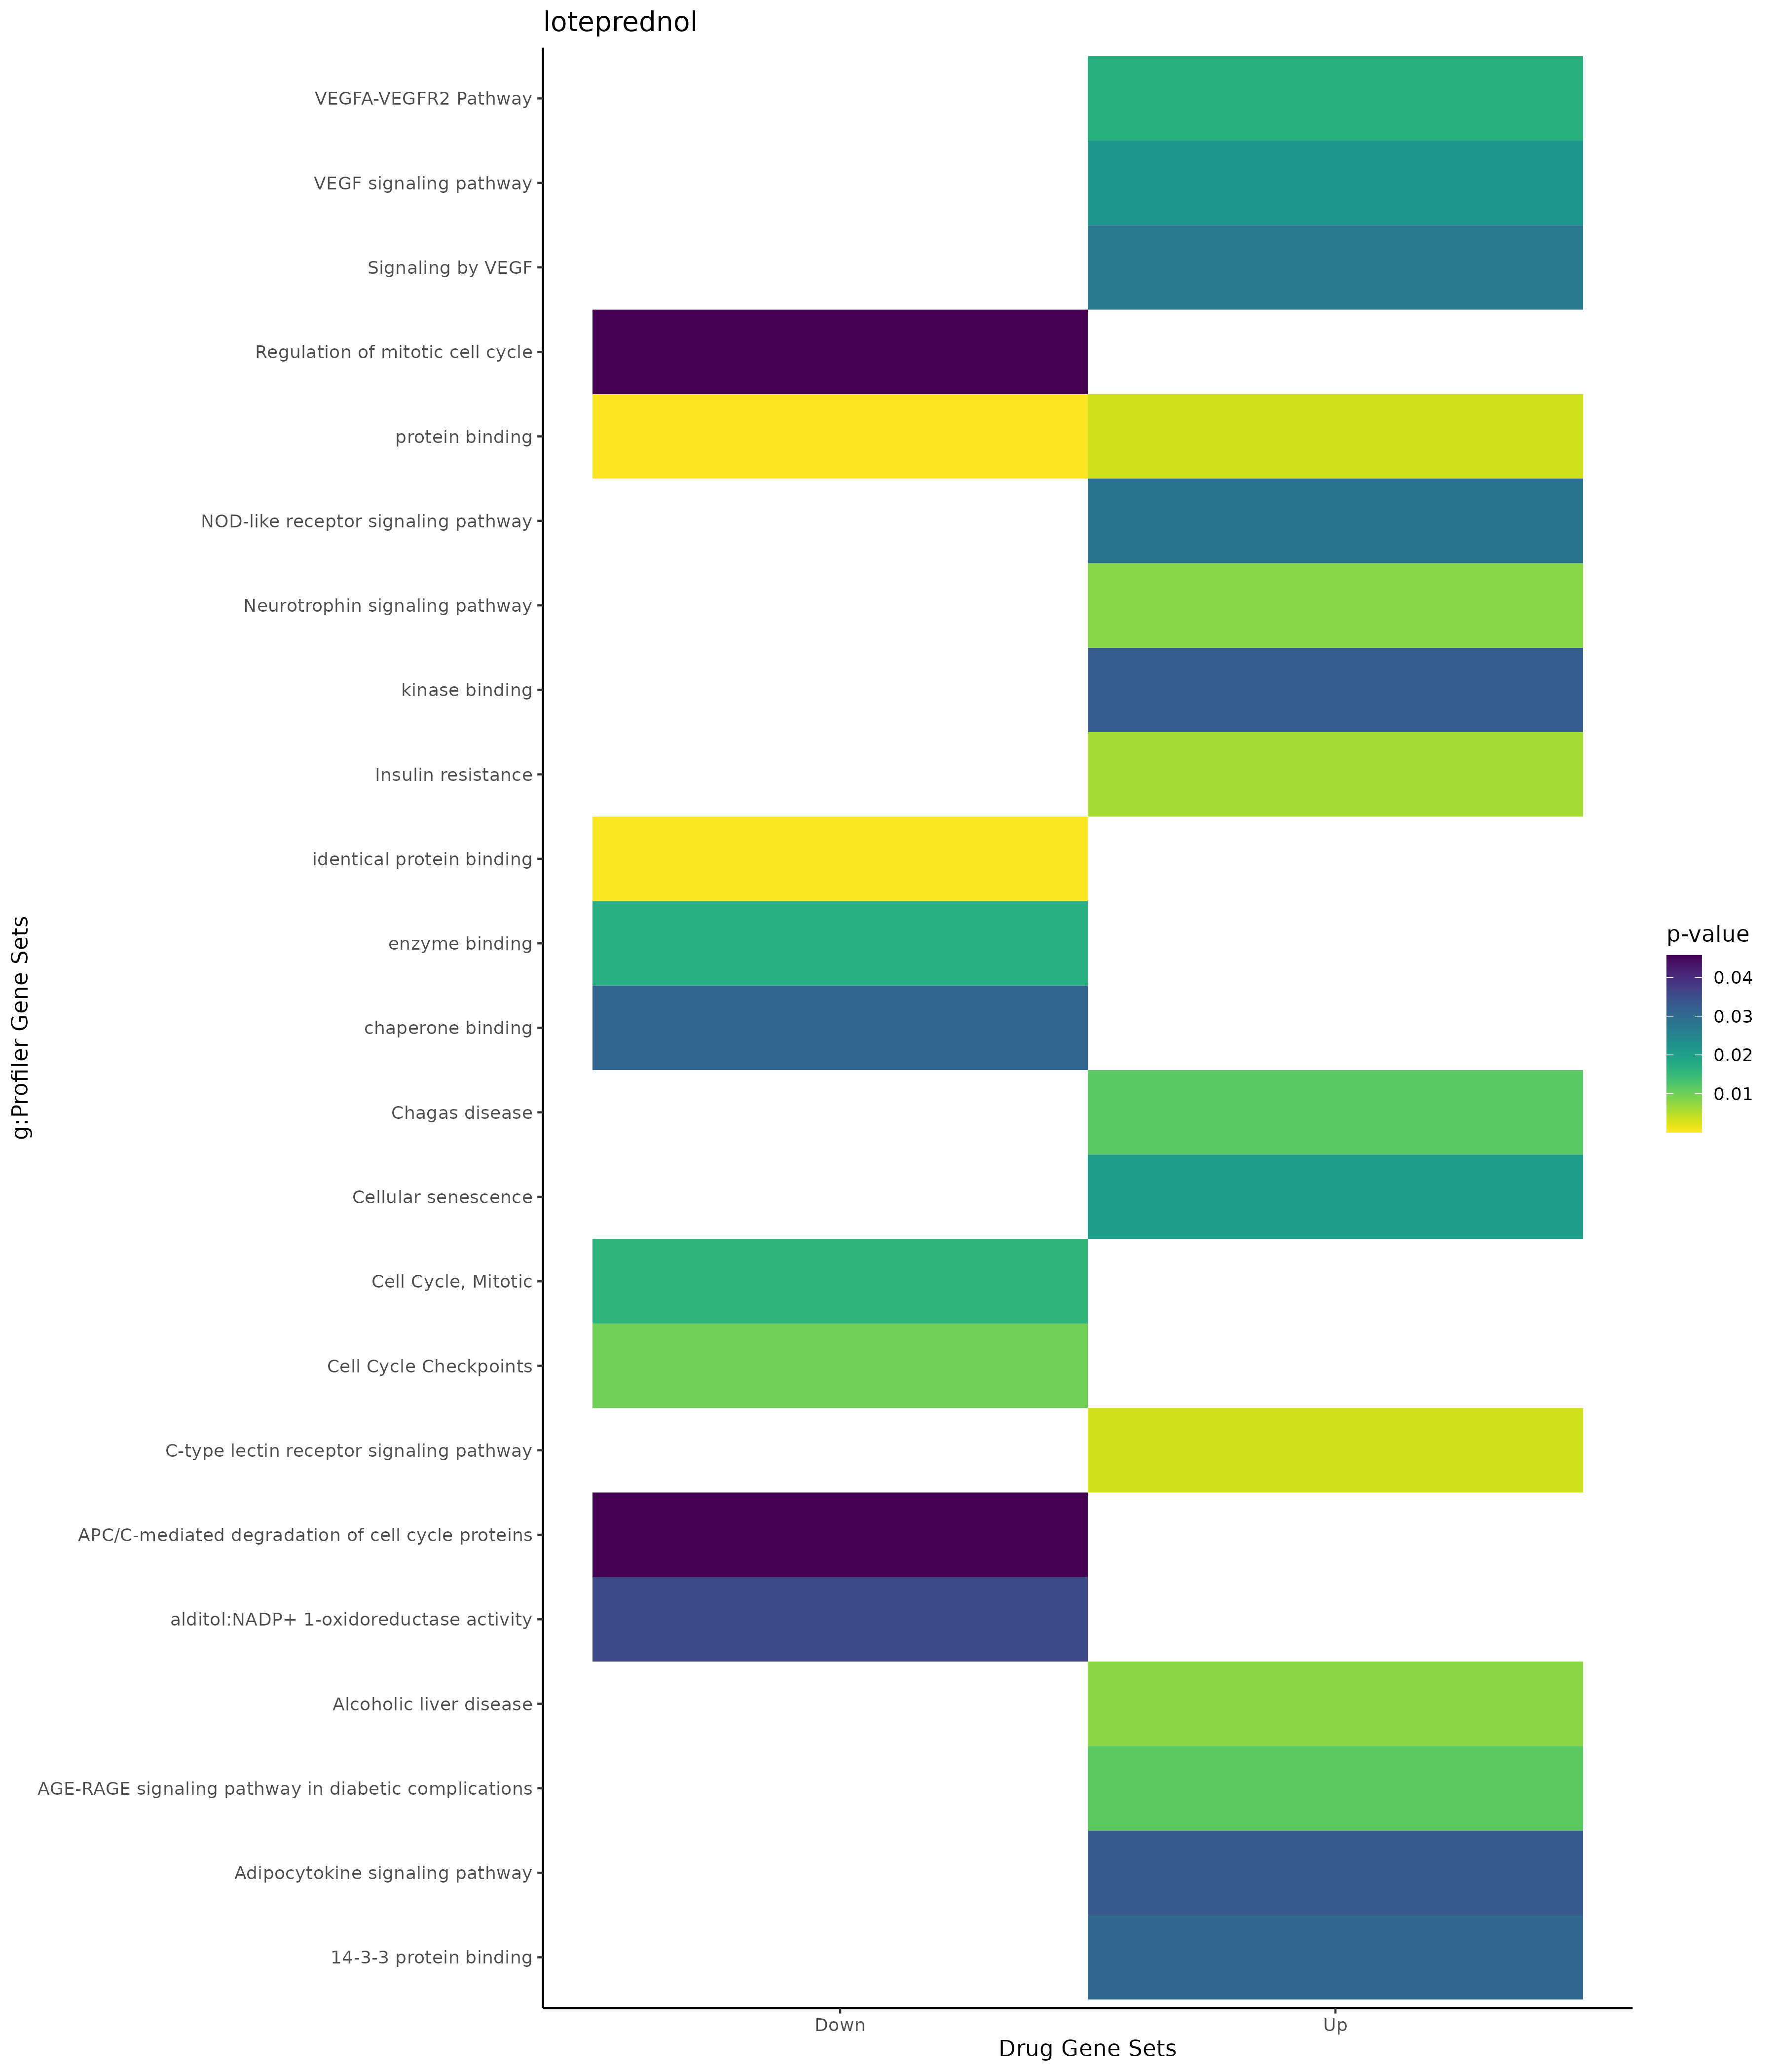 loteprednol
VEGFA-VEGFR2 Pathway
VEGF signaling pathway
Signaling by VEGF
Regulation of mitotic cell cycle
protein binding
NOD-like receptor signaling pathway
Neurotrophin signaling pathway
kinase binding
Insulin resistance
identical protein binding
enzyme binding
chaperone binding
Chagas disease
Cellular senescence
Cell Cycle, Mitotic
Cell Cycle Checkpoints
C-type lectin receptor signaling pathway
APC/C-mediated degradation of cell cycle proteins
alditol:NADP+ 1-oxidoreductase activity
Alcoholic liver disease
AGE-RAGE signaling pathway in diabetic complications
Adipocytokine signaling pathway
14-3-3 protein binding
g:Profiler Gene Sets
Down
Up
Drug Gene Sets
p-value
0.04
0.03
0.02
0.01